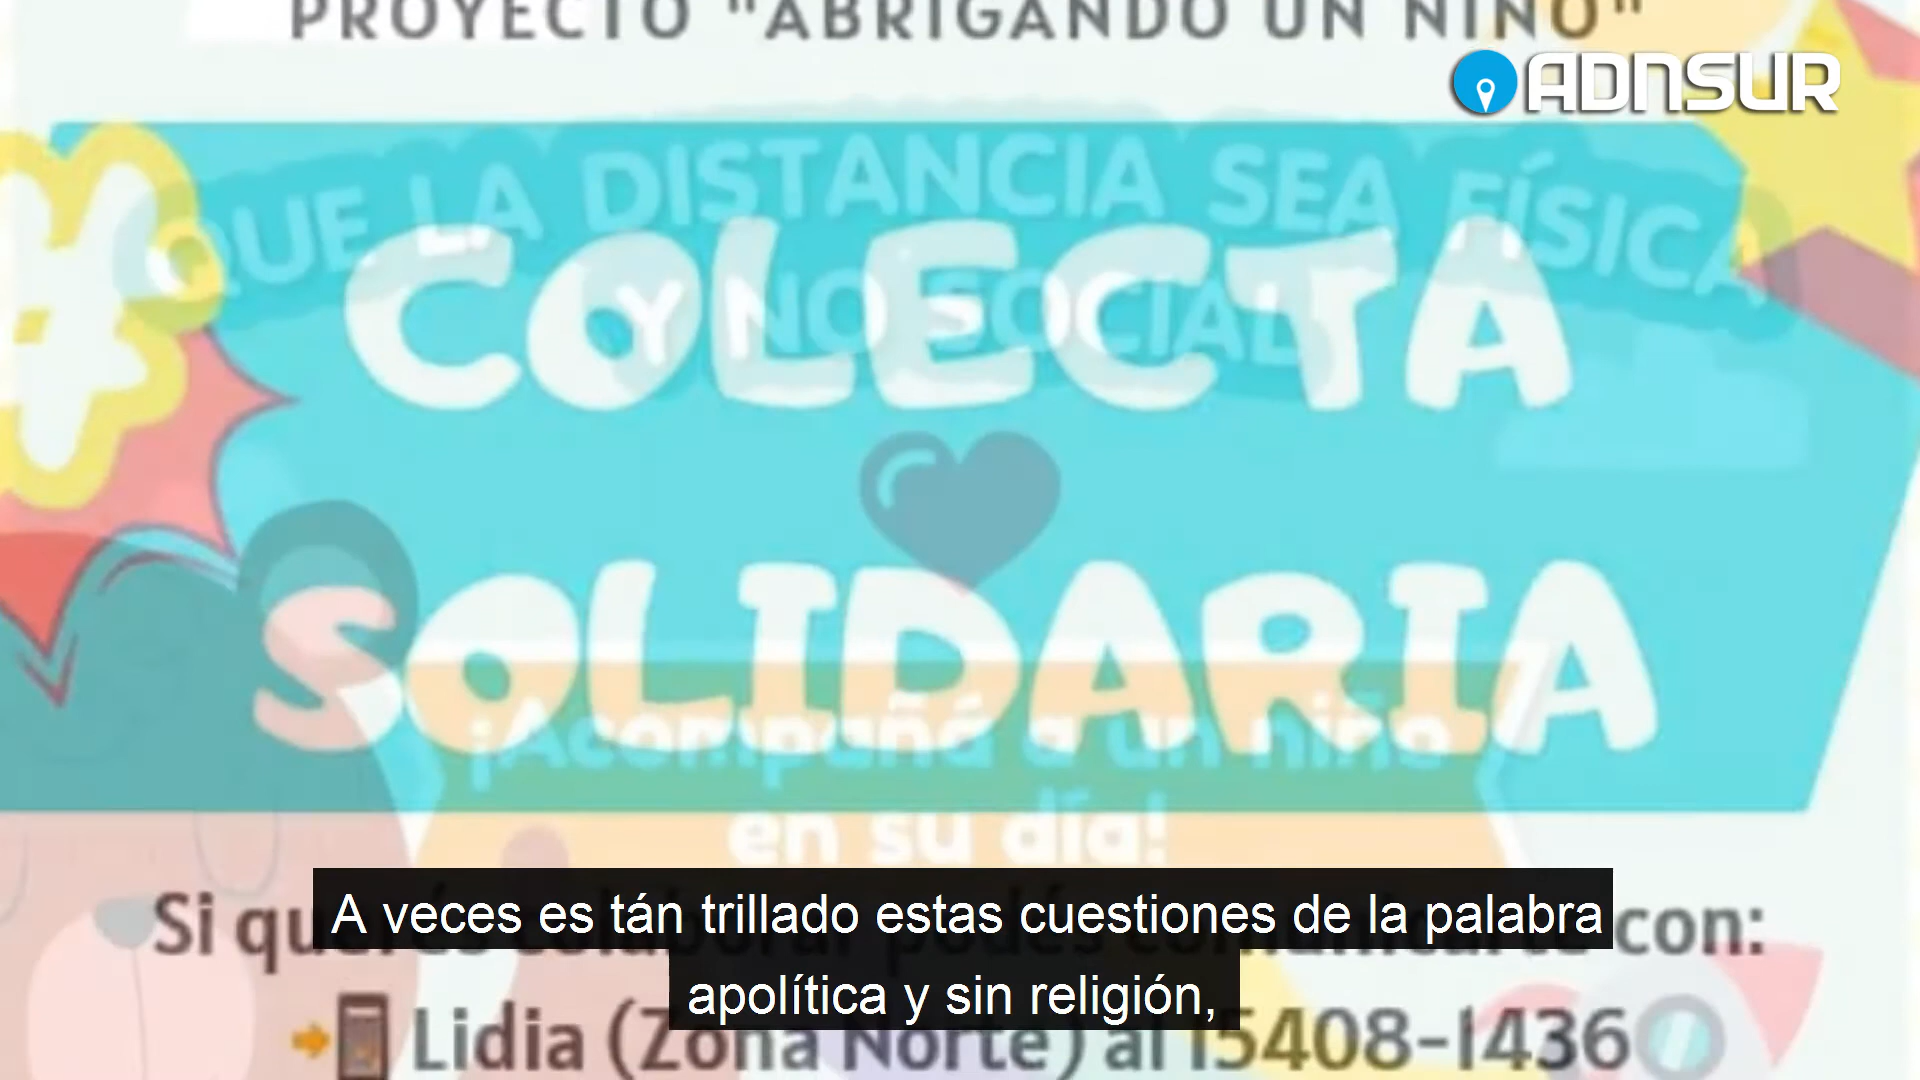 PROYECTO "ABRIGANDO UN NIÑO"
ADNSUR
QUE LA DISTANCIA SEA FÍSICA
Y NO SOCIAL
#COLECTA
SOLIDARIA
¡Acompañá a un niño
en su día!
Si querés colaborar podés comunicarte con:
A veces es tán trillado estas cuestiones de la palabra
apolítica y sin religión,
Lidia (Zona Norte) al 15408-1436